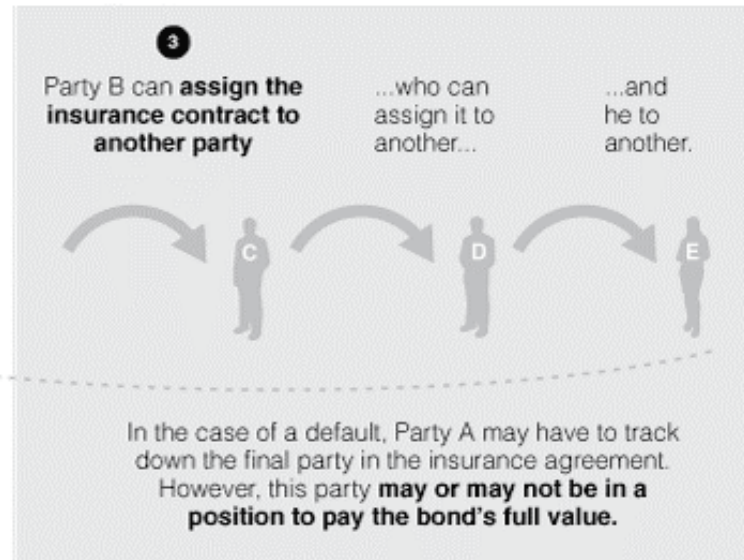 3
Party B can assign the
insurance contract to
another party
...who can
assign it to
another...
...and
he to
another.
C
D
E
In the case of a default, Party A may have to track
down the final party in the insurance agreement.
However, this party may or may not be in a
position to pay the bond's full value.